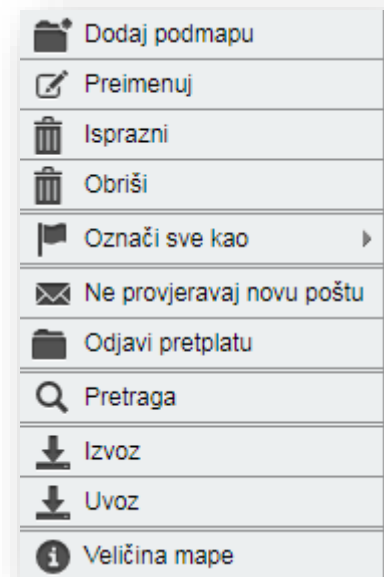 Dodaj podmapu
Preimenuj
Isprazni
Obriši
Označi sve kao
Ne provjeravaj novu poštu
Odjavi pretplatu
Pretraga
Izvoz
Uvoz
Veličina mape